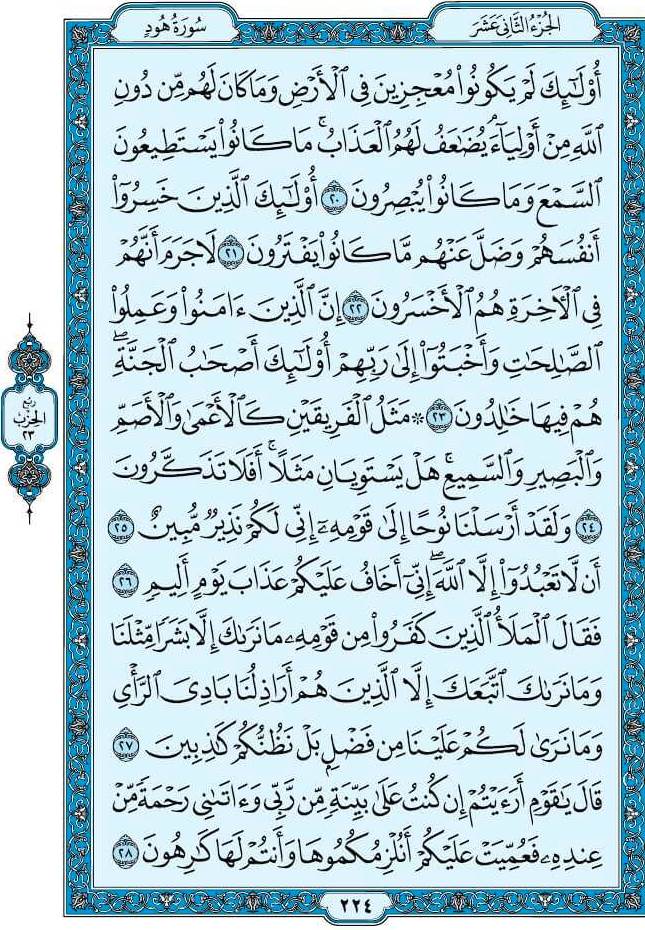 الجُزْءُ الثَّانِي عَشَرَ
سُورَةُ هُودٍ
أُوْلَٰٓئِكَ لَمْ يَكُونُواْ مُعْجِزِينَ فِي ٱلْأَرْضِ وَمَا كَانَ لَهُم مِّن دُونِ
ٱللَّهِ مِنْ أَوْلِيَآءَۘ يُضَٰعَفُ لَهُمُ ٱلْعَذَابُۚ مَا كَانُواْ يَسْتَطِيعُونَ
ٱلسَّمْعَ وَمَا كَانُواْ يُبْصِرُونَ ٢٠ أُوْلَٰٓئِكَ ٱلَّذِينَ خَسِرُوٓاْ
أَنفُسَهُمْ وَضَلَّ عَنْهُم مَّا كَانُواْ يَفْتَرُونَ ٢١ لَا جَرَمَ أَنَّهُمْ
فِي ٱلْأٓخِرَةِ هُمُ ٱلْأَخْسَرُونَ ٢٢ إِنَّ ٱلَّذِينَ ءَامَنُواْ وَعَمِلُواْ
ٱلصَّٰلِحَٰتِ وَأَخْبَتُوٓاْ إِلَىٰ رَبِّهِمْ أُوْلَٰٓئِكَ أَصْحَٰبُ ٱلْجَنَّةِۖ
هُمْ فِيهَا خَٰلِدُونَ ٢٣ ۞ مَثَلُ ٱلْفَرِيقَيْنِ كَٱلْأَعْمَىٰ وَٱلْأَصَمِّ
وَٱلْبَصِيرِ وَٱلسَّمِيعِۚ هَلْ يَسْتَوِيَانِ مَثَلًاۚ أَفَلَا تَذَكَّرُونَ
٢٤ وَلَقَدْ أَرْسَلْنَا نُوحًا إِلَىٰ قَوْمِهِۦٓ إِنِّي لَكُمْ نَذِيرٌ مُّبِينٌ ٢٥
أَن لَّا تَعْبُدُوٓاْ إِلَّا ٱللَّهَۖ إِنِّيٓ أَخَافُ عَلَيْكُمْ عَذَابَ يَوْمٍ أَلِيمٍ ٢٦
فَقَالَ ٱلْمَلَأُ ٱلَّذِينَ كَفَرُواْ مِن قَوْمِهِۦ مَا نَرَىٰكَ إِلَّا بَشَرًا مِّثْلَنَا
وَمَا نَرَىٰكَ ٱتَّبَعَكَ إِلَّا ٱلَّذِينَ هُمْ أَرَاذِلُنَا بَادِيَ ٱلرَّأْيِ
وَمَا نَرَىٰ لَكُمْ عَلَيْنَا مِن فَضْلٍۭ بَلْ نَظُنُّكُمْ كَٰذِبِينَ ٢٧
قَالَ يَٰقَوْمِ أَرَءَيْتُمْ إِن كُنتُ عَلَىٰ بَيِّنَةٍ مِّن رَّبِّي وَءَاتَىٰنِي رَحْمَةً مِّنْ
عِندِهِۦ فَعُمِّيَتْ عَلَيْكُمْ أَنُلْزِمُكُمُوهَا وَأَنتُمْ لَهَا كَٰرِهُونَ ٢٨
رُبْعُ
الحِزْبِ
٢٣
٢٢٤